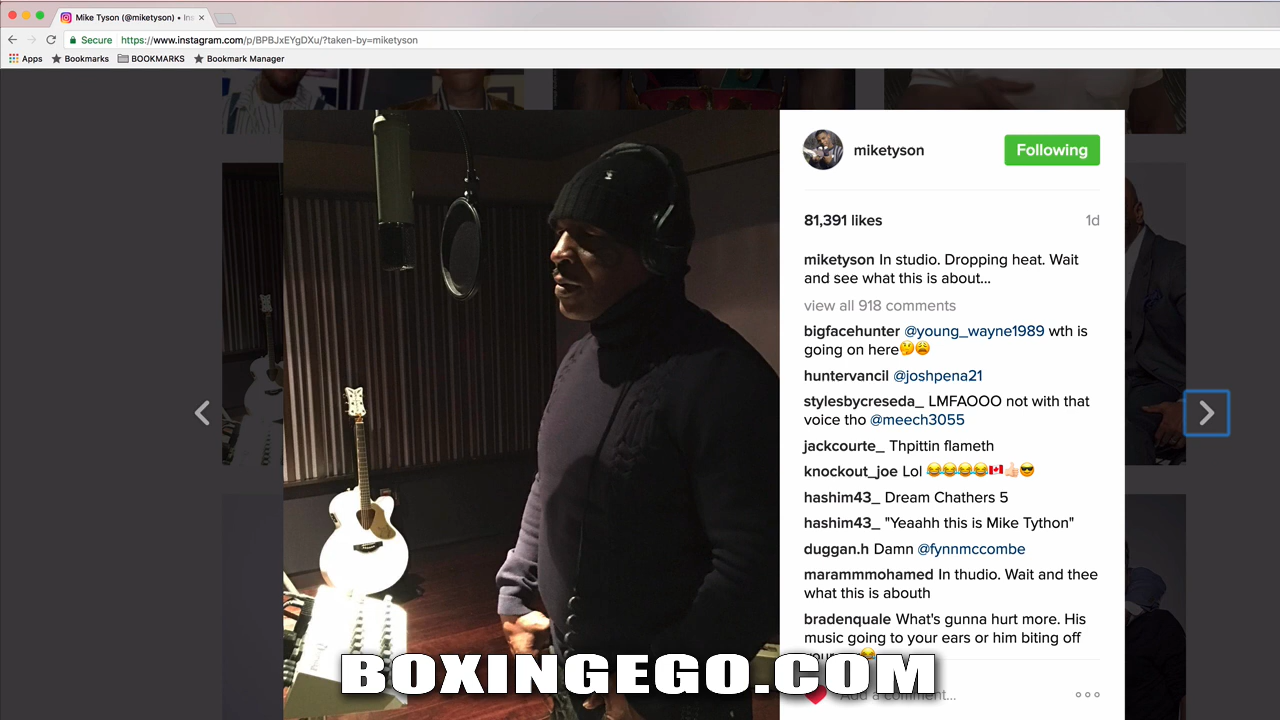 Mike Tyson (@miketyson) • Ins
Secure https://www.instagram.com/p/BPBJxEYgDXu/?taken-by=miketyson
Apps Bookmarks BOOKMARKS Bookmark Manager
miketyson Following
81,391 likes 1d
miketyson In studio. Dropping heat. Wait
and see what this is about...
view all 918 comments
bigfacehunter @young_wayne1989 wth is
going on here🤔😩
huntervancil @joshpena21
stylesbycreseda_ LMFAOOO not with that
voice tho @meech3055
jackcourte_ Thpittin flameth
knockout_joe Lol 😂😂😂😂🇨🇦👍🏻😎
hashim43_ Dream Chathers 5
hashim43_ "Yeaahh this is Mike Tython"
duggan.h Damn @fynnmccombe
marammmohamed In thudio. Wait and thee
what this is abouth
bradenquale What's gunna hurt more. His
music going to your ears or him biting off
BOXINGEGO.COM
Add a comment...